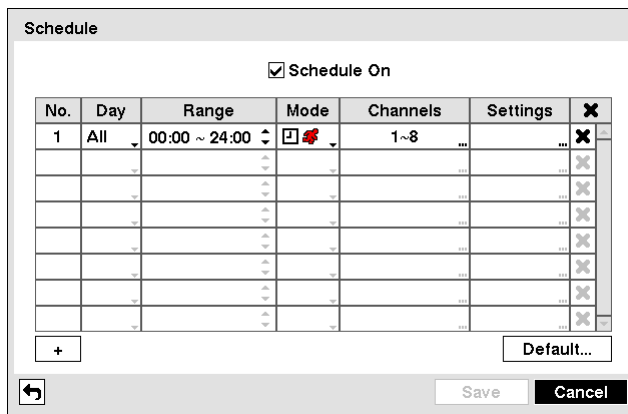 Schedule
Schedule On
No. Day Range Mode Channels Settings
1 All 00:00 ~ 24:00 1~8 ...
+ Default...
Save Cancel